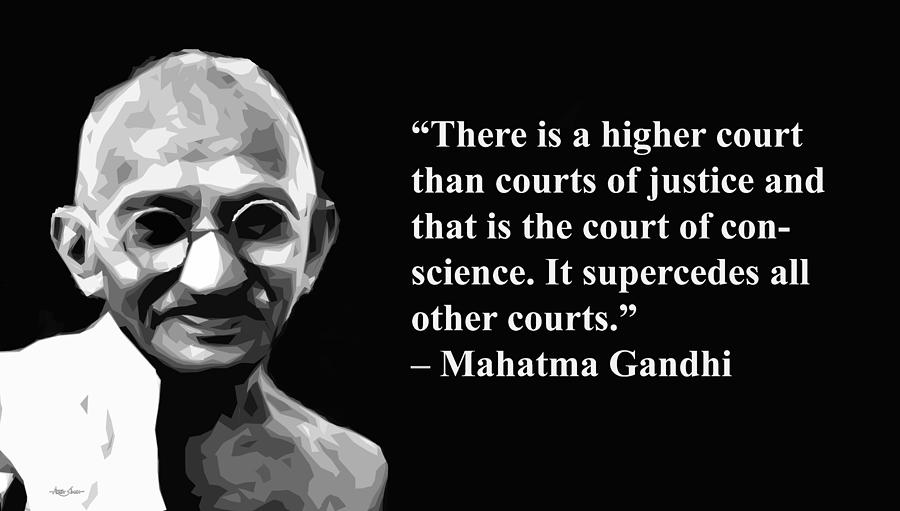 “There is a higher court
than courts of justice and
that is the court of con-
science. It supercedes all
other courts.”
– Mahatma Gandhi